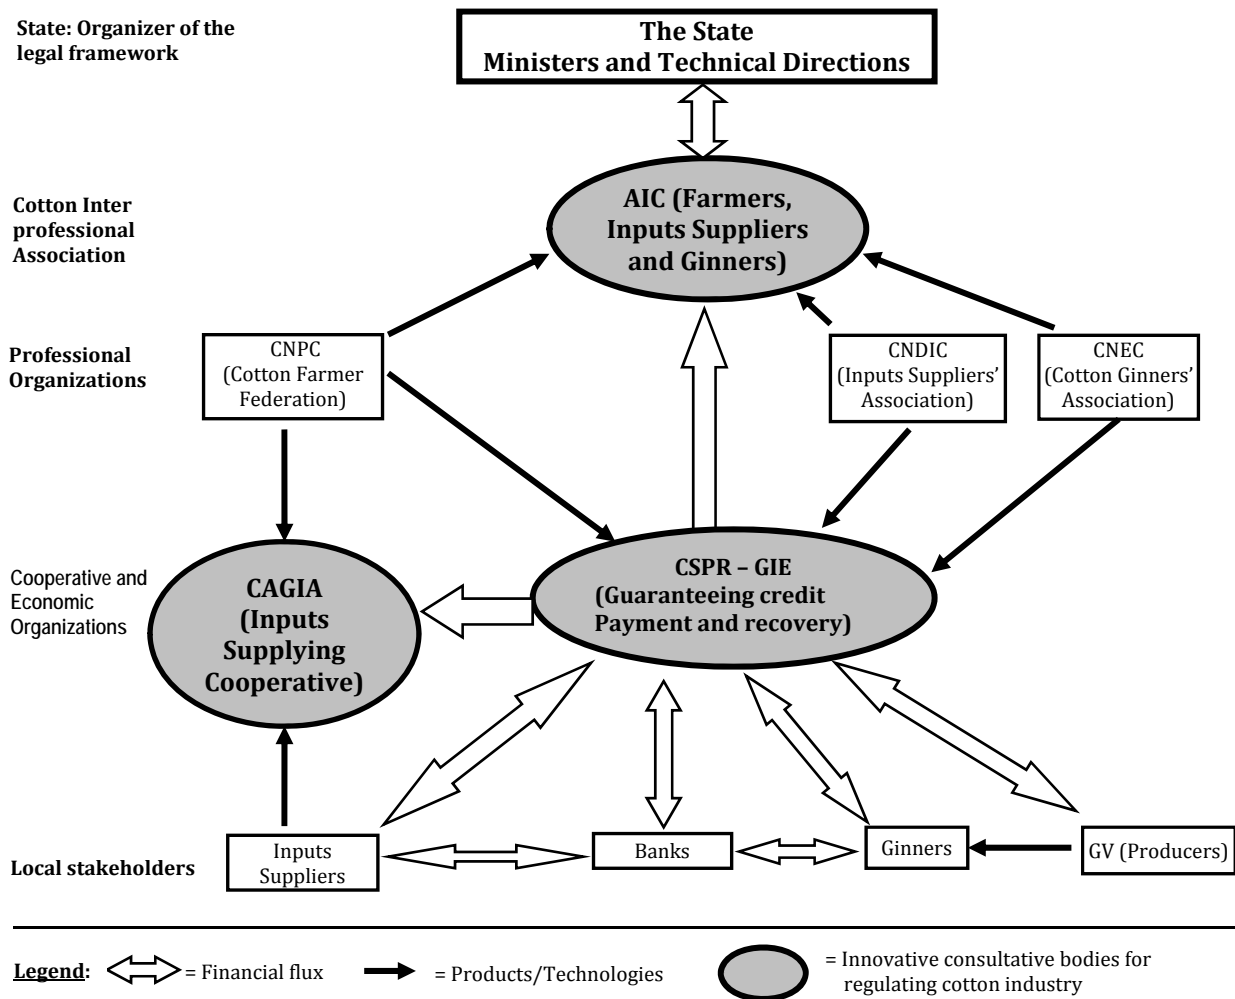 State: Organizer of the
legal framework
The State
Ministers and Technical Directions
Cotton Inter
professional
Association
AIC (Farmers,
Inputs Suppliers
and Ginners)
Professional
Organizations
CNPC
(Cotton Farmer
Federation)
CNDIC
(Inputs Suppliers’
Association)
CNEC
(Cotton Ginners’
Association)
Cooperative and
Economic
Organizations
CAGIA
(Inputs
Supplying
Cooperative)
CSPR – GIE
(Guaranteeing credit
Payment and recovery)
Local stakeholders
Inputs
Suppliers
Banks
Ginners
GV (Producers)
Legend:
= Financial flux
= Products/Technologies
= Innovative consultative bodies for
regulating cotton industry